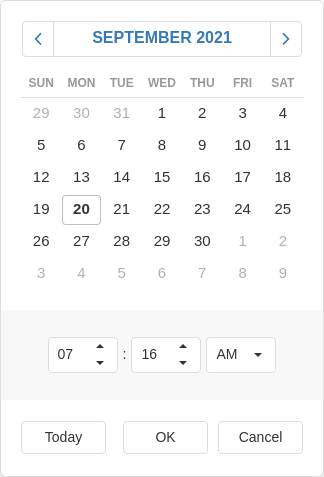 SEPTEMBER 2021
SUN MON TUE WED THU FRI SAT
29 30 31 1 2 3 4
5 6 7 8 9 10 11
12 13 14 15 16 17 18
19 20 21 22 23 24 25
26 27 28 29 30 1 2
3 4 5 6 7 8 9
07 : 16 AM
Today OK Cancel